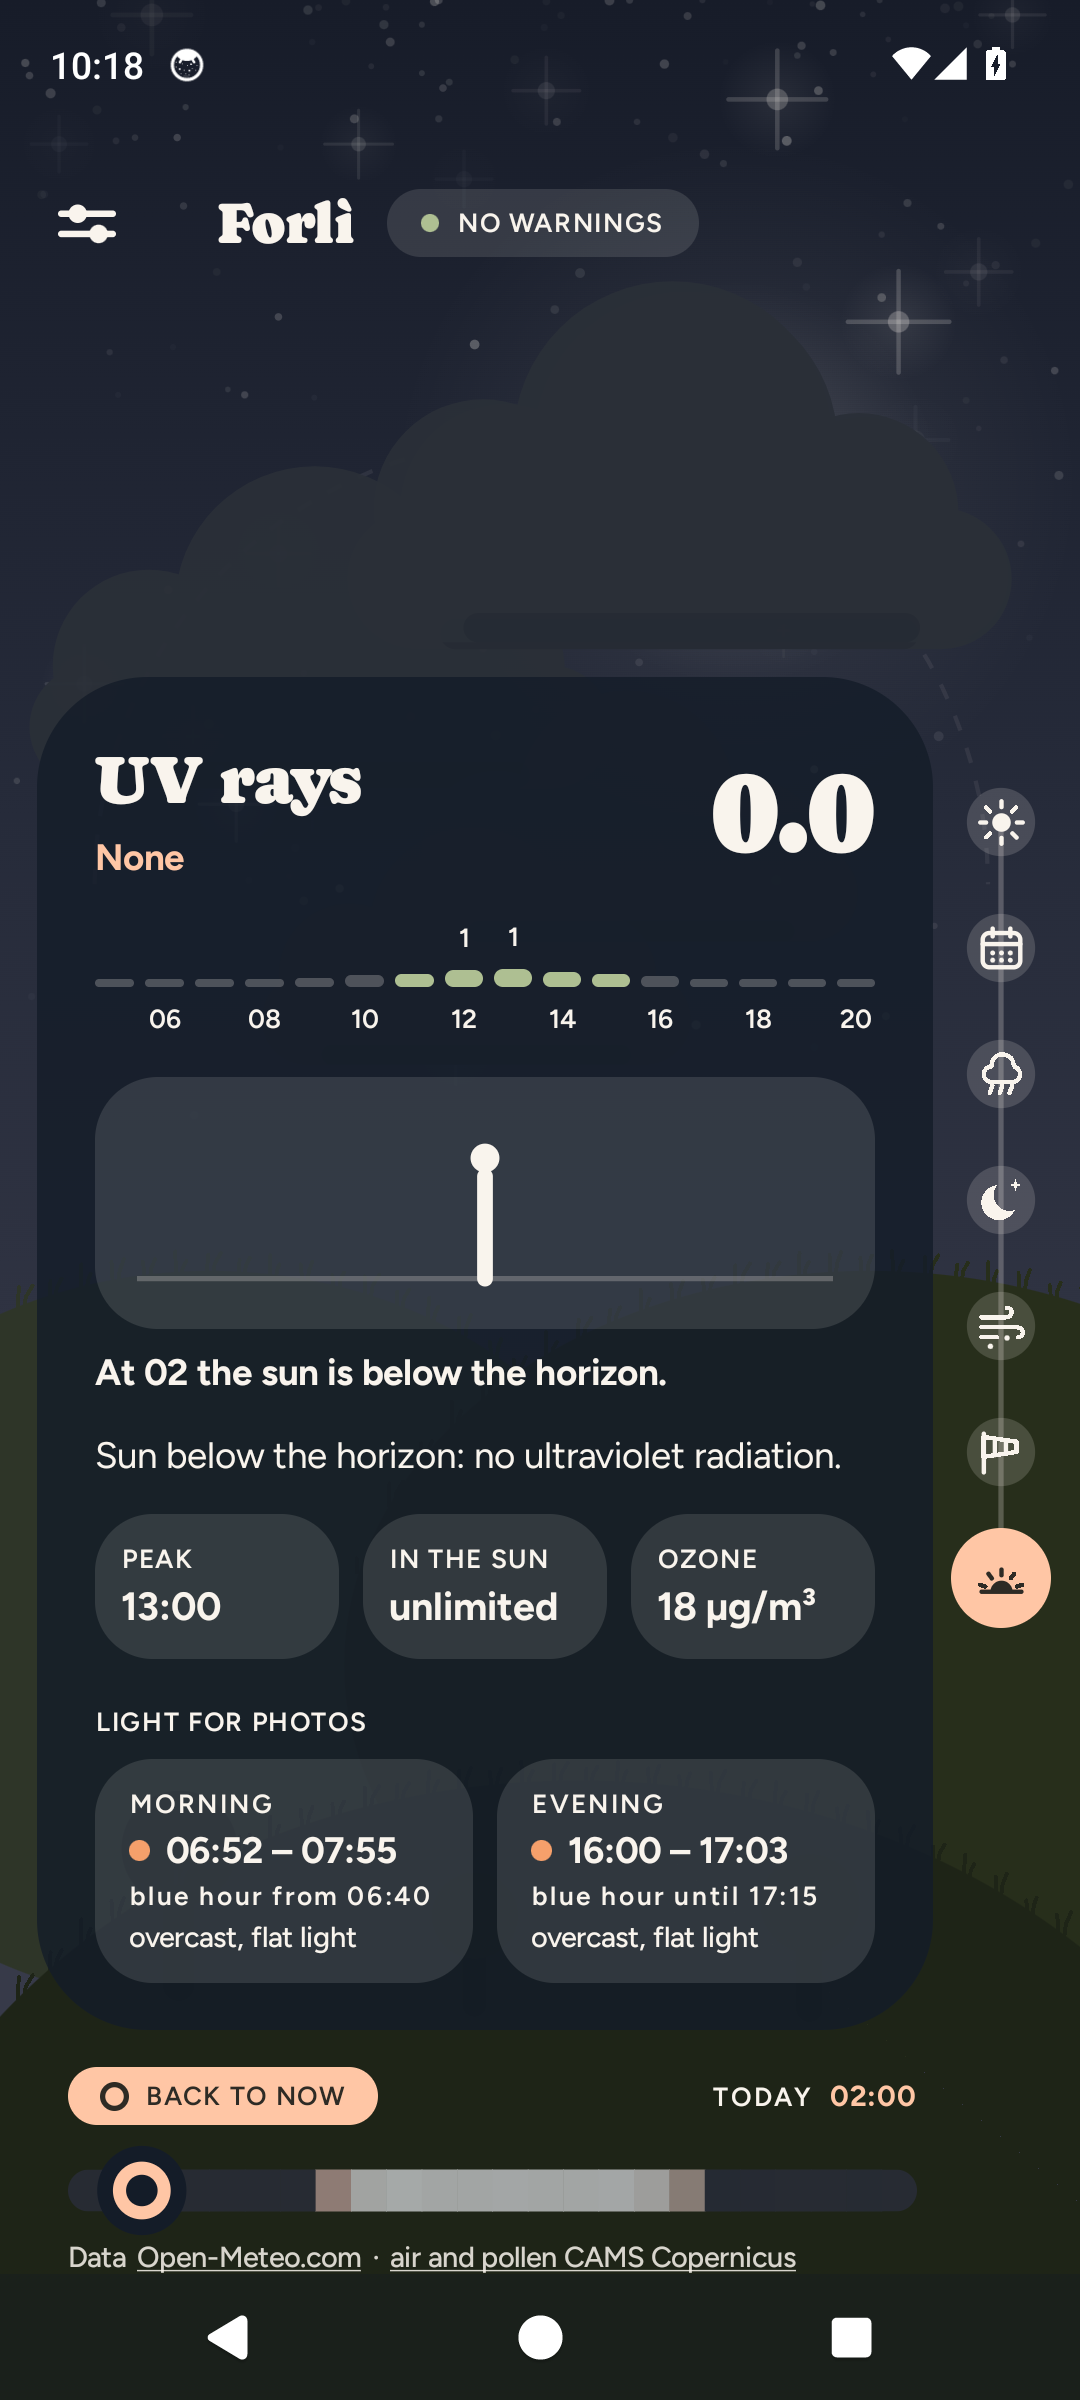 10:18
Forlì
NO WARNINGS
UV rays
0.0
None
1 1
06 08 10 12 14 16 18 20
At 02 the sun is below the horizon.
Sun below the horizon: no ultraviolet radiation.
PEAK
13:00
IN THE SUN
unlimited
OZONE
18 µg/m³
LIGHT FOR PHOTOS
MORNING
06:52 – 07:55
blue hour from 06:40
overcast, flat light
EVENING
16:00 – 17:03
blue hour until 17:15
overcast, flat light
BACK TO NOW
TODAY 02:00
Data Open-Meteo.com · air and pollen CAMS Copernicus